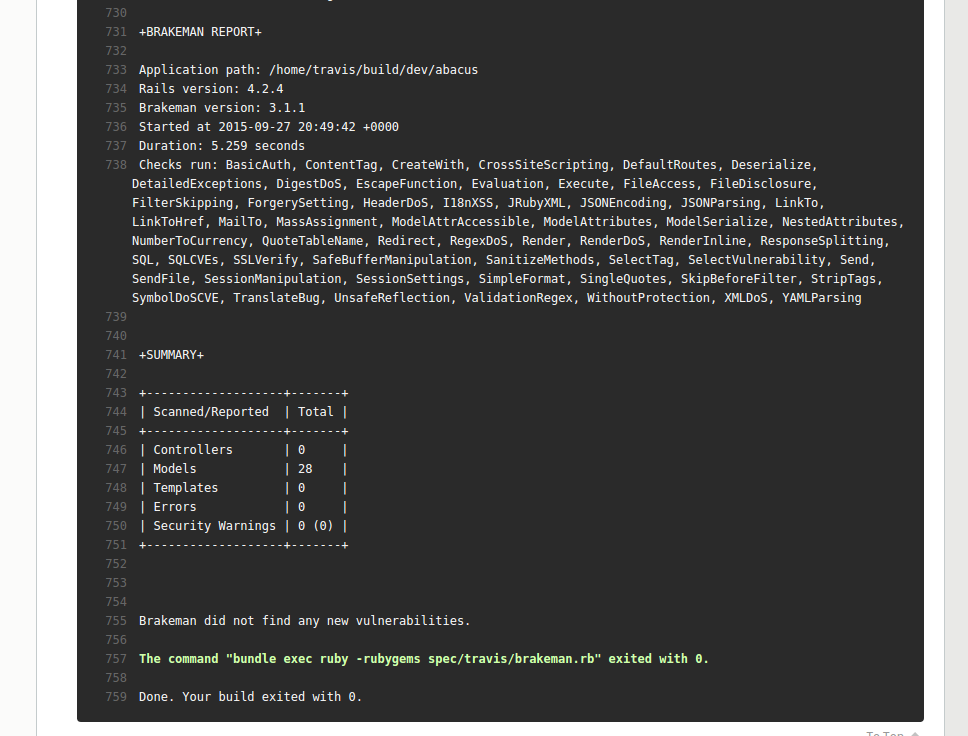 730
731 +BRAKEMAN REPORT+
732
733 Application path: /home/travis/build/dev/abacus
734 Rails version: 4.2.4
735 Brakeman version: 3.1.1
736 Started at 2015-09-27 20:49:42 +0000
737 Duration: 5.259 seconds
738 Checks run: BasicAuth, ContentTag, CreateWith, CrossSiteScripting, DefaultRoutes, Deserialize,
DetailedExceptions, DigestDoS, EscapeFunction, Evaluation, Execute, FileAccess, FileDisclosure,
FilterSkipping, ForgerySetting, HeaderDoS, I18nXSS, JRubyXML, JSONEncoding, JSONParsing, LinkTo,
LinkToHref, MailTo, MassAssignment, ModelAttrAccessible, ModelAttributes, ModelSerialize, NestedAttributes,
NumberToCurrency, QuoteTableName, Redirect, RegexDoS, Render, RenderDoS, RenderInline, ResponseSplitting,
SQL, SQLCVEs, SSLVerify, SafeBufferManipulation, SanitizeMethods, SelectTag, SelectVulnerability, Send,
SendFile, SessionManipulation, SessionSettings, SimpleFormat, SingleQuotes, SkipBeforeFilter, StripTags,
SymbolDoSCVE, TranslateBug, UnsafeReflection, ValidationRegex, WithoutProtection, XMLDoS, YAMLParsing
739
740
741 +SUMMARY+
742
743 +-------------------+-------+
744 | Scanned/Reported  | Total |
745 +-------------------+-------+
746 | Controllers       | 0     |
747 | Models            | 28    |
748 | Templates         | 0     |
749 | Errors            | 0     |
750 | Security Warnings | 0 (0) |
751 +-------------------+-------+
752
753
754
755 Brakeman did not find any new vulnerabilities.
756
757 The command "bundle exec ruby -rubygems spec/travis/brakeman.rb" exited with 0.
758
759 Done. Your build exited with 0.
To Top